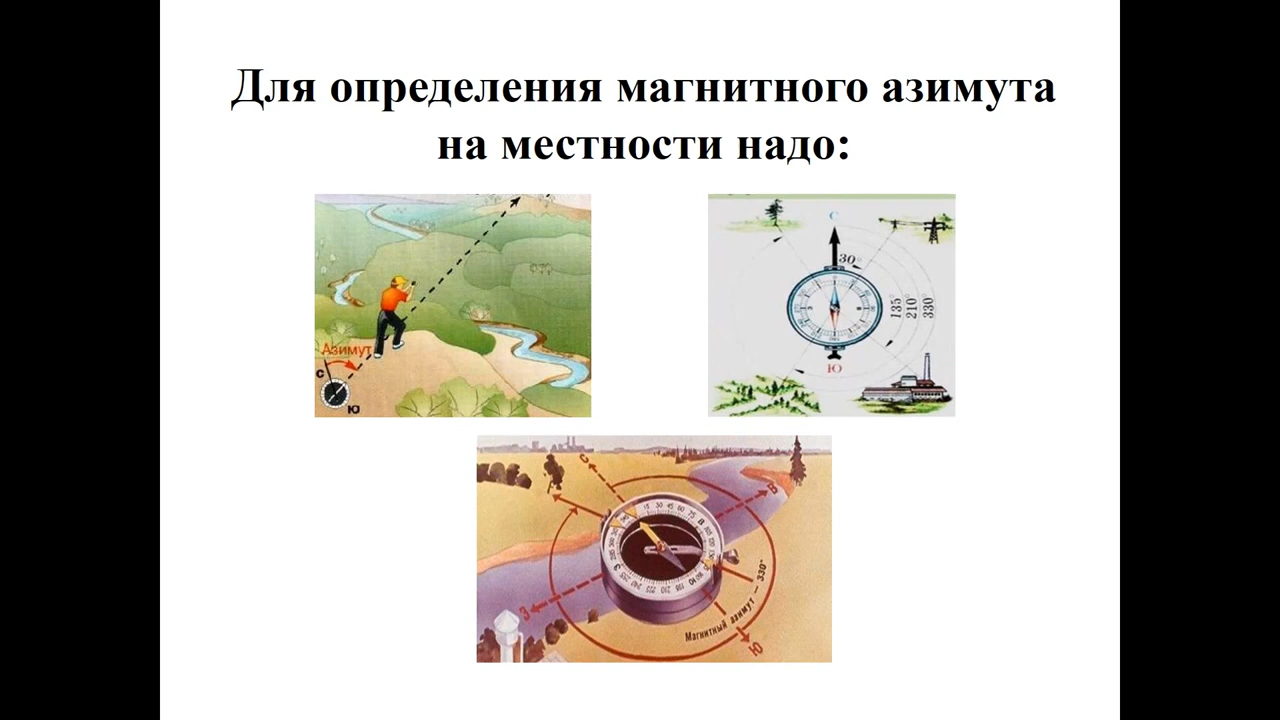 Для определения магнитного азимута
на местности надо:
Азимут
С
Ю
С
30°
135°
210°
330°
Ю
С
В
З
Магнитный азимут — 330°
Ю